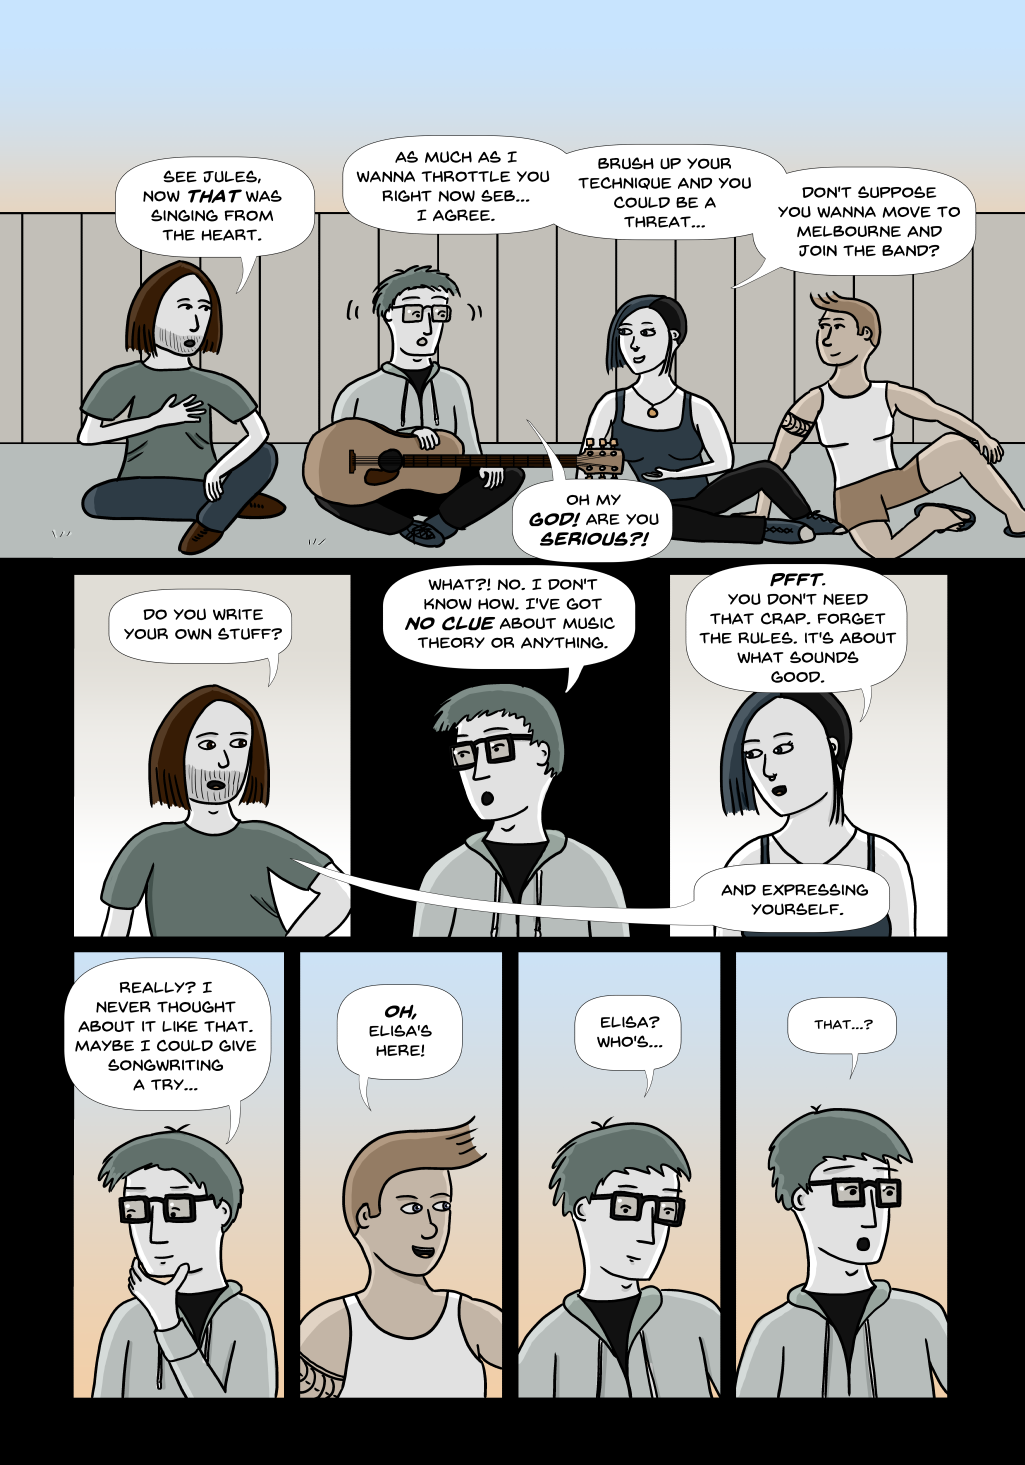 SEE JULES,
NOW THAT WAS
SINGING FROM
THE HEART.
AS MUCH AS I
WANNA THROTTLE YOU
RIGHT NOW SEB...
I AGREE.
BRUSH UP YOUR
TECHNIQUE AND YOU
COULD BE A
THREAT...
DON'T SUPPOSE
YOU WANNA MOVE TO
MELBOURNE AND
JOIN THE BAND?
OH MY
GOD! ARE YOU
SERIOUS?!
DO YOU WRITE
YOUR OWN STUFF?
WHAT?! NO. I DON'T
KNOW HOW. I'VE GOT
NO CLUE ABOUT MUSIC
THEORY OR ANYTHING.
PFFT.
YOU DON'T NEED
THAT CRAP. FORGET
THE RULES. IT'S ABOUT
WHAT SOUNDS
GOOD.
AND EXPRESSING
YOURSELF.
REALLY? I
NEVER THOUGHT
ABOUT IT LIKE THAT.
MAYBE I COULD GIVE
SONGWRITING
A TRY...
OH,
ELISA'S
HERE!
ELISA?
WHO'S...
THAT...?